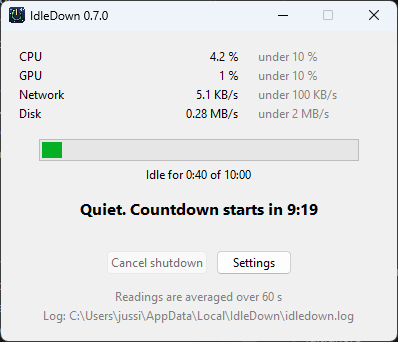 IdleDown 0.7.0
CPU 4.2 % under 10 %
GPU 1 % under 10 %
Network 5.1 KB/s under 100 KB/s
Disk 0.28 MB/s under 2 MB/s
Idle for 0:40 of 10:00
Quiet. Countdown starts in 9:19
Cancel shutdown Settings
Readings are averaged over 60 s
Log: C:\Users\jussi\AppData\Local\IdleDown\idledown.log